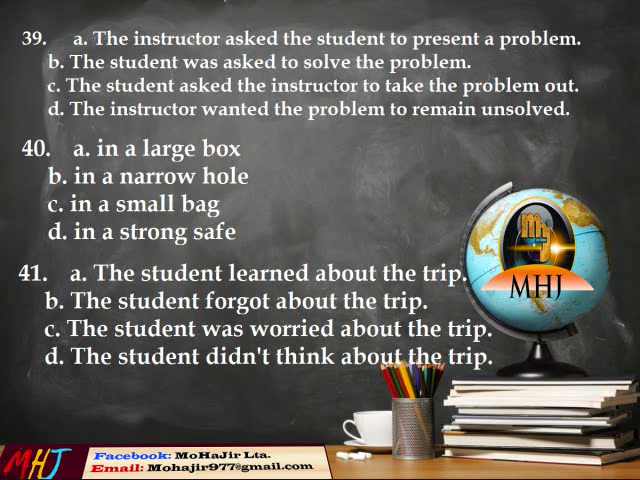 39. a. The instructor asked the student to present a problem.
b. The student was asked to solve the problem.
c. The student asked the instructor to take the problem out.
d. The instructor wanted the problem to remain unsolved.
40. a. in a large box
b. in a narrow hole
c. in a small bag
d. in a strong safe
41. a. The student learned about the trip.
b. The student forgot about the trip.
c. The student was worried about the trip.
d. The student didn't think about the trip.
MHJ
MHJ
Facebook: MoHaJir Lta.
Email: Mohajir977@gmail.com